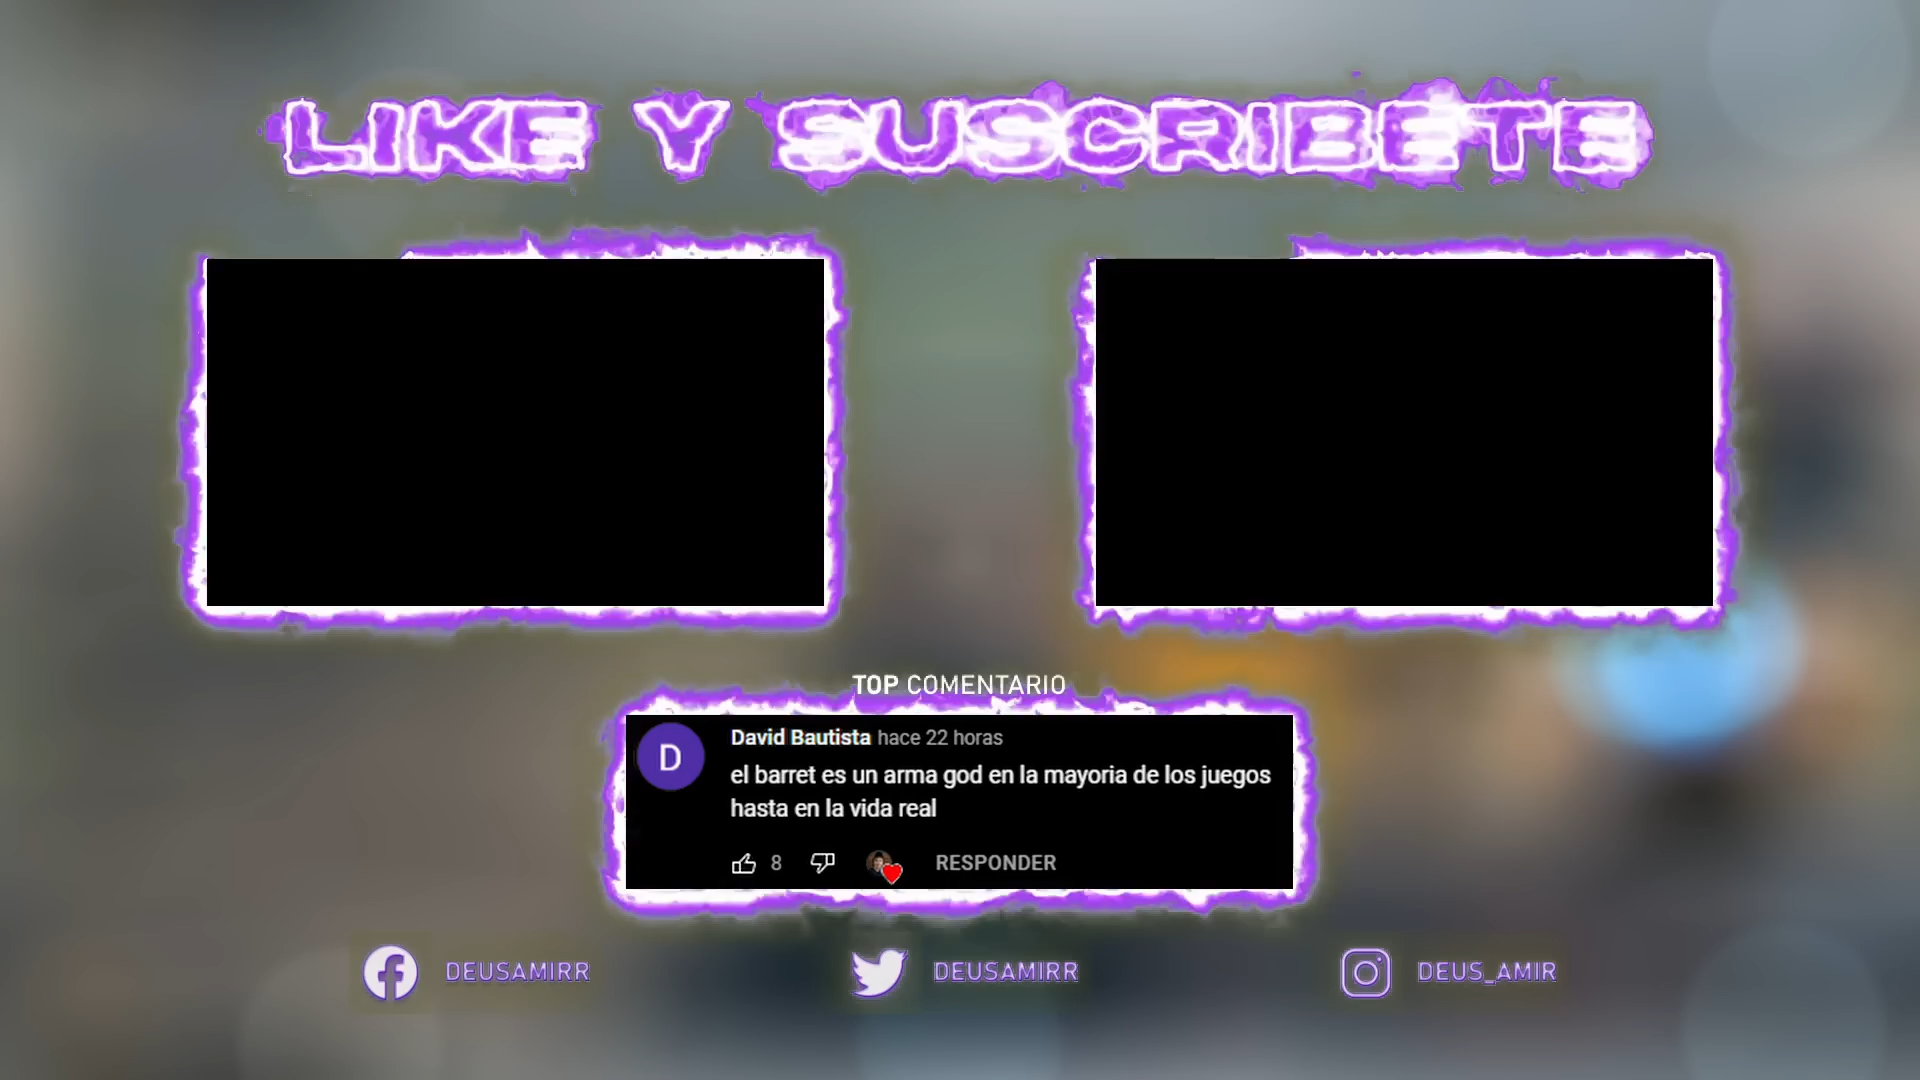 LIKE Y SUSCRIBETE
TOP COMENTARIO
D
David Bautista hace 22 horas
el barret es un arma god en la mayoria de los juegos
hasta en la vida real
8 RESPONDER
DEUSAMIRR DEUSAMIRR DEUS_AMIR